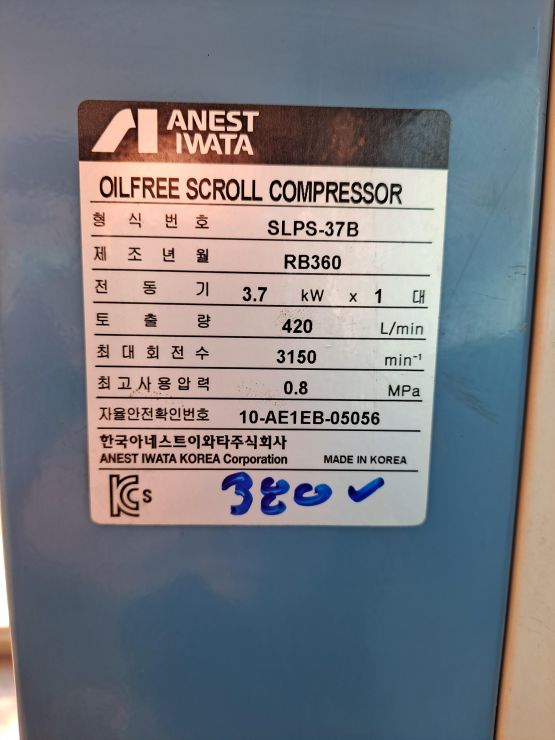 ANEST
IWATA
OILFREE SCROLL COMPRESSOR
형 식 번 호 SLPS-37B
제 조 년 월 RB360
전 동 기 3.7 kW x 1 대
토 출 량 420 L/min
최 대 회 전 수 3150 min⁻¹
최 고 사 용 압 력 0.8 MPa
자율안전확인번호 10-AE1EB-05056
한국아네스트이와타주식회사
ANEST IWATA KOREA Corporation MADE IN KOREA
KCs 380V